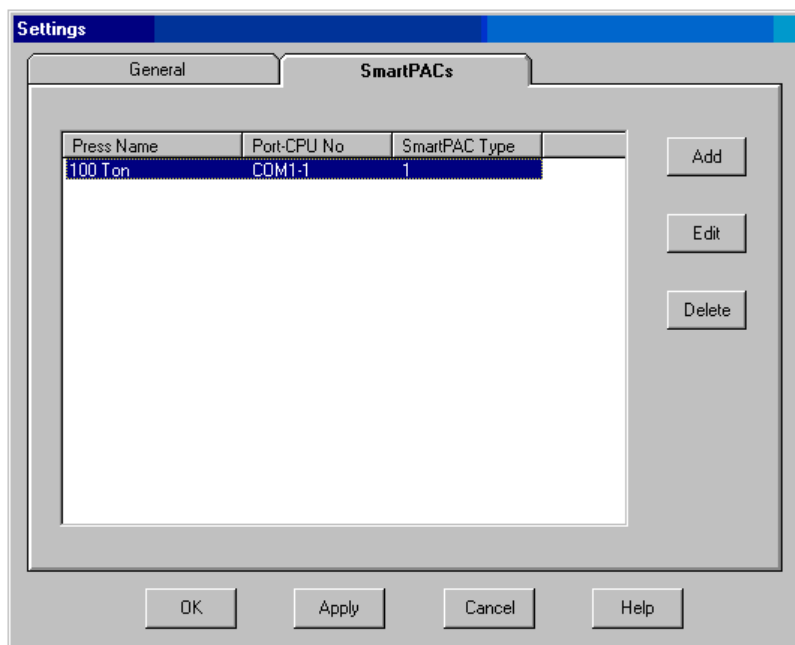 Settings
General SmartPACs
Press Name Port-CPU No SmartPAC Type
100 Ton COM1-1 1
Add
Edit
Delete
OK Apply Cancel Help